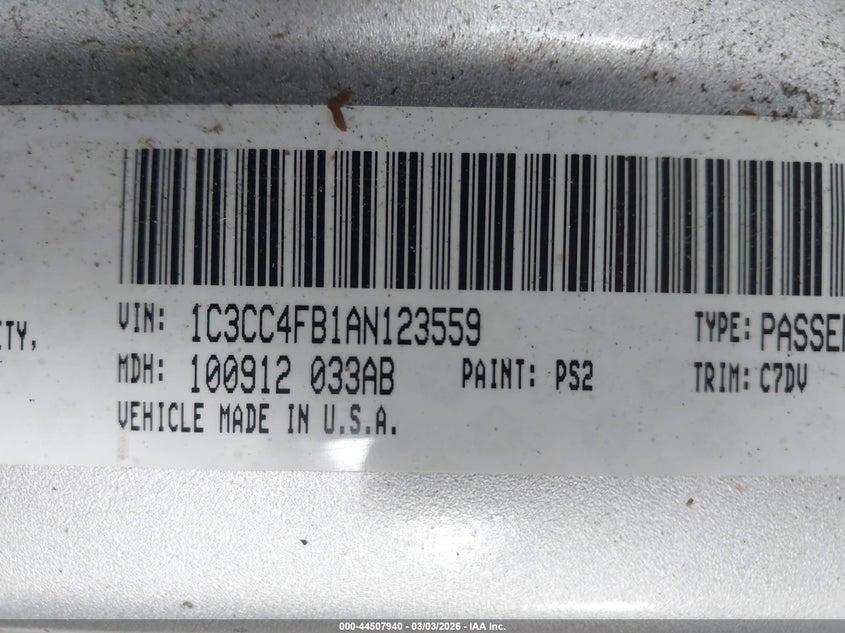 VIN: 1C3CC4FB1AN123559 TYPE: PASSEN
ETY,
MDH: 100912 033AB PAINT: PS2 TRIM: C7DV
VEHICLE MADE IN U.S.A.
000-44507940 | 03/03/2026 - IAA Inc.